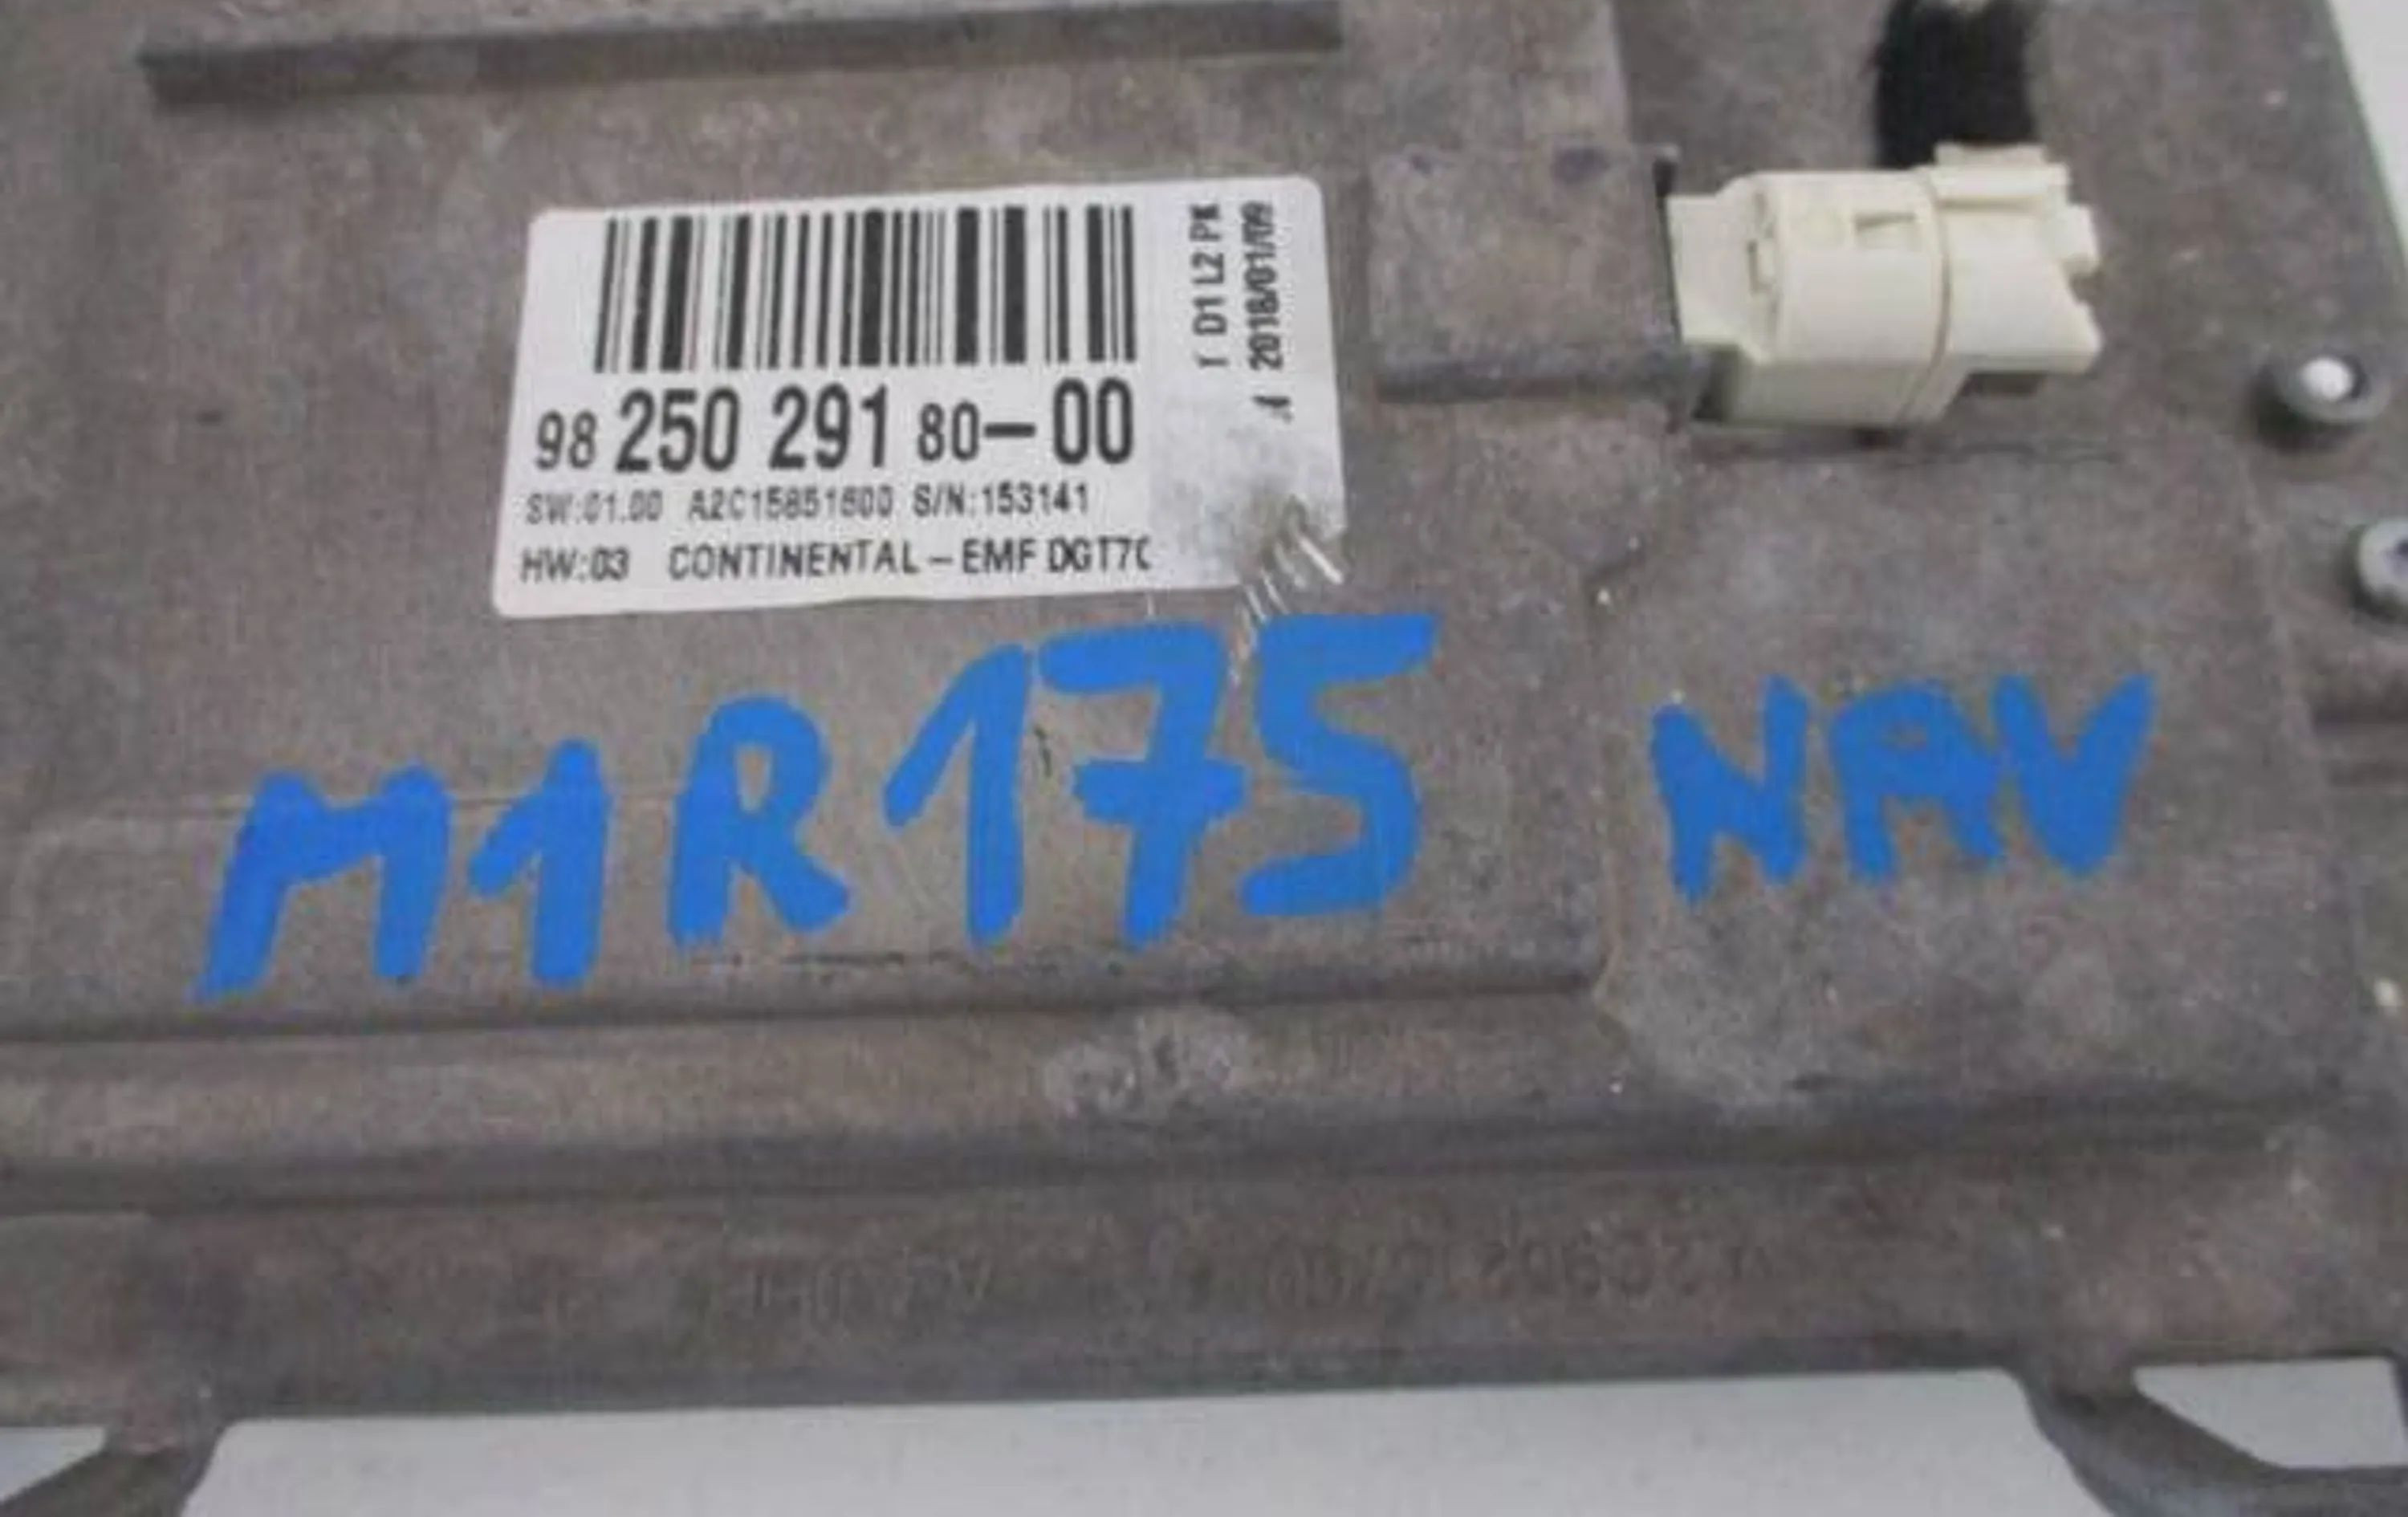 98 250 291 80-00
SW:01.00 A2C15851600 S/N:153141
HW:03 CONTINENTAL-EMF DGT7C
D1 L2 PK
2018/01/09
M1R175 NAV